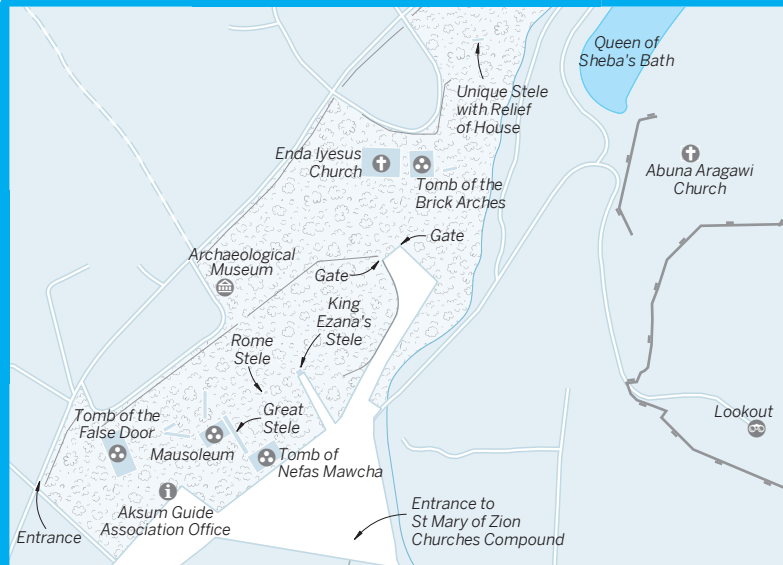 Queen of
Sheba's Bath
Unique Stele
with Relief
of House
Enda Iyesus
Church
Tomb of the
Brick Arches
Abuna Aragawi
Church
Gate
Archaeological
Museum
Gate
King
Ezana's
Stele
Rome
Stele
Great
Stele
Tomb of the
False Door
Mausoleum
Tomb of
Nefas Mawcha
Lookout
Aksum Guide
Association Office
Entrance
Entrance to
St Mary of Zion
Churches Compound